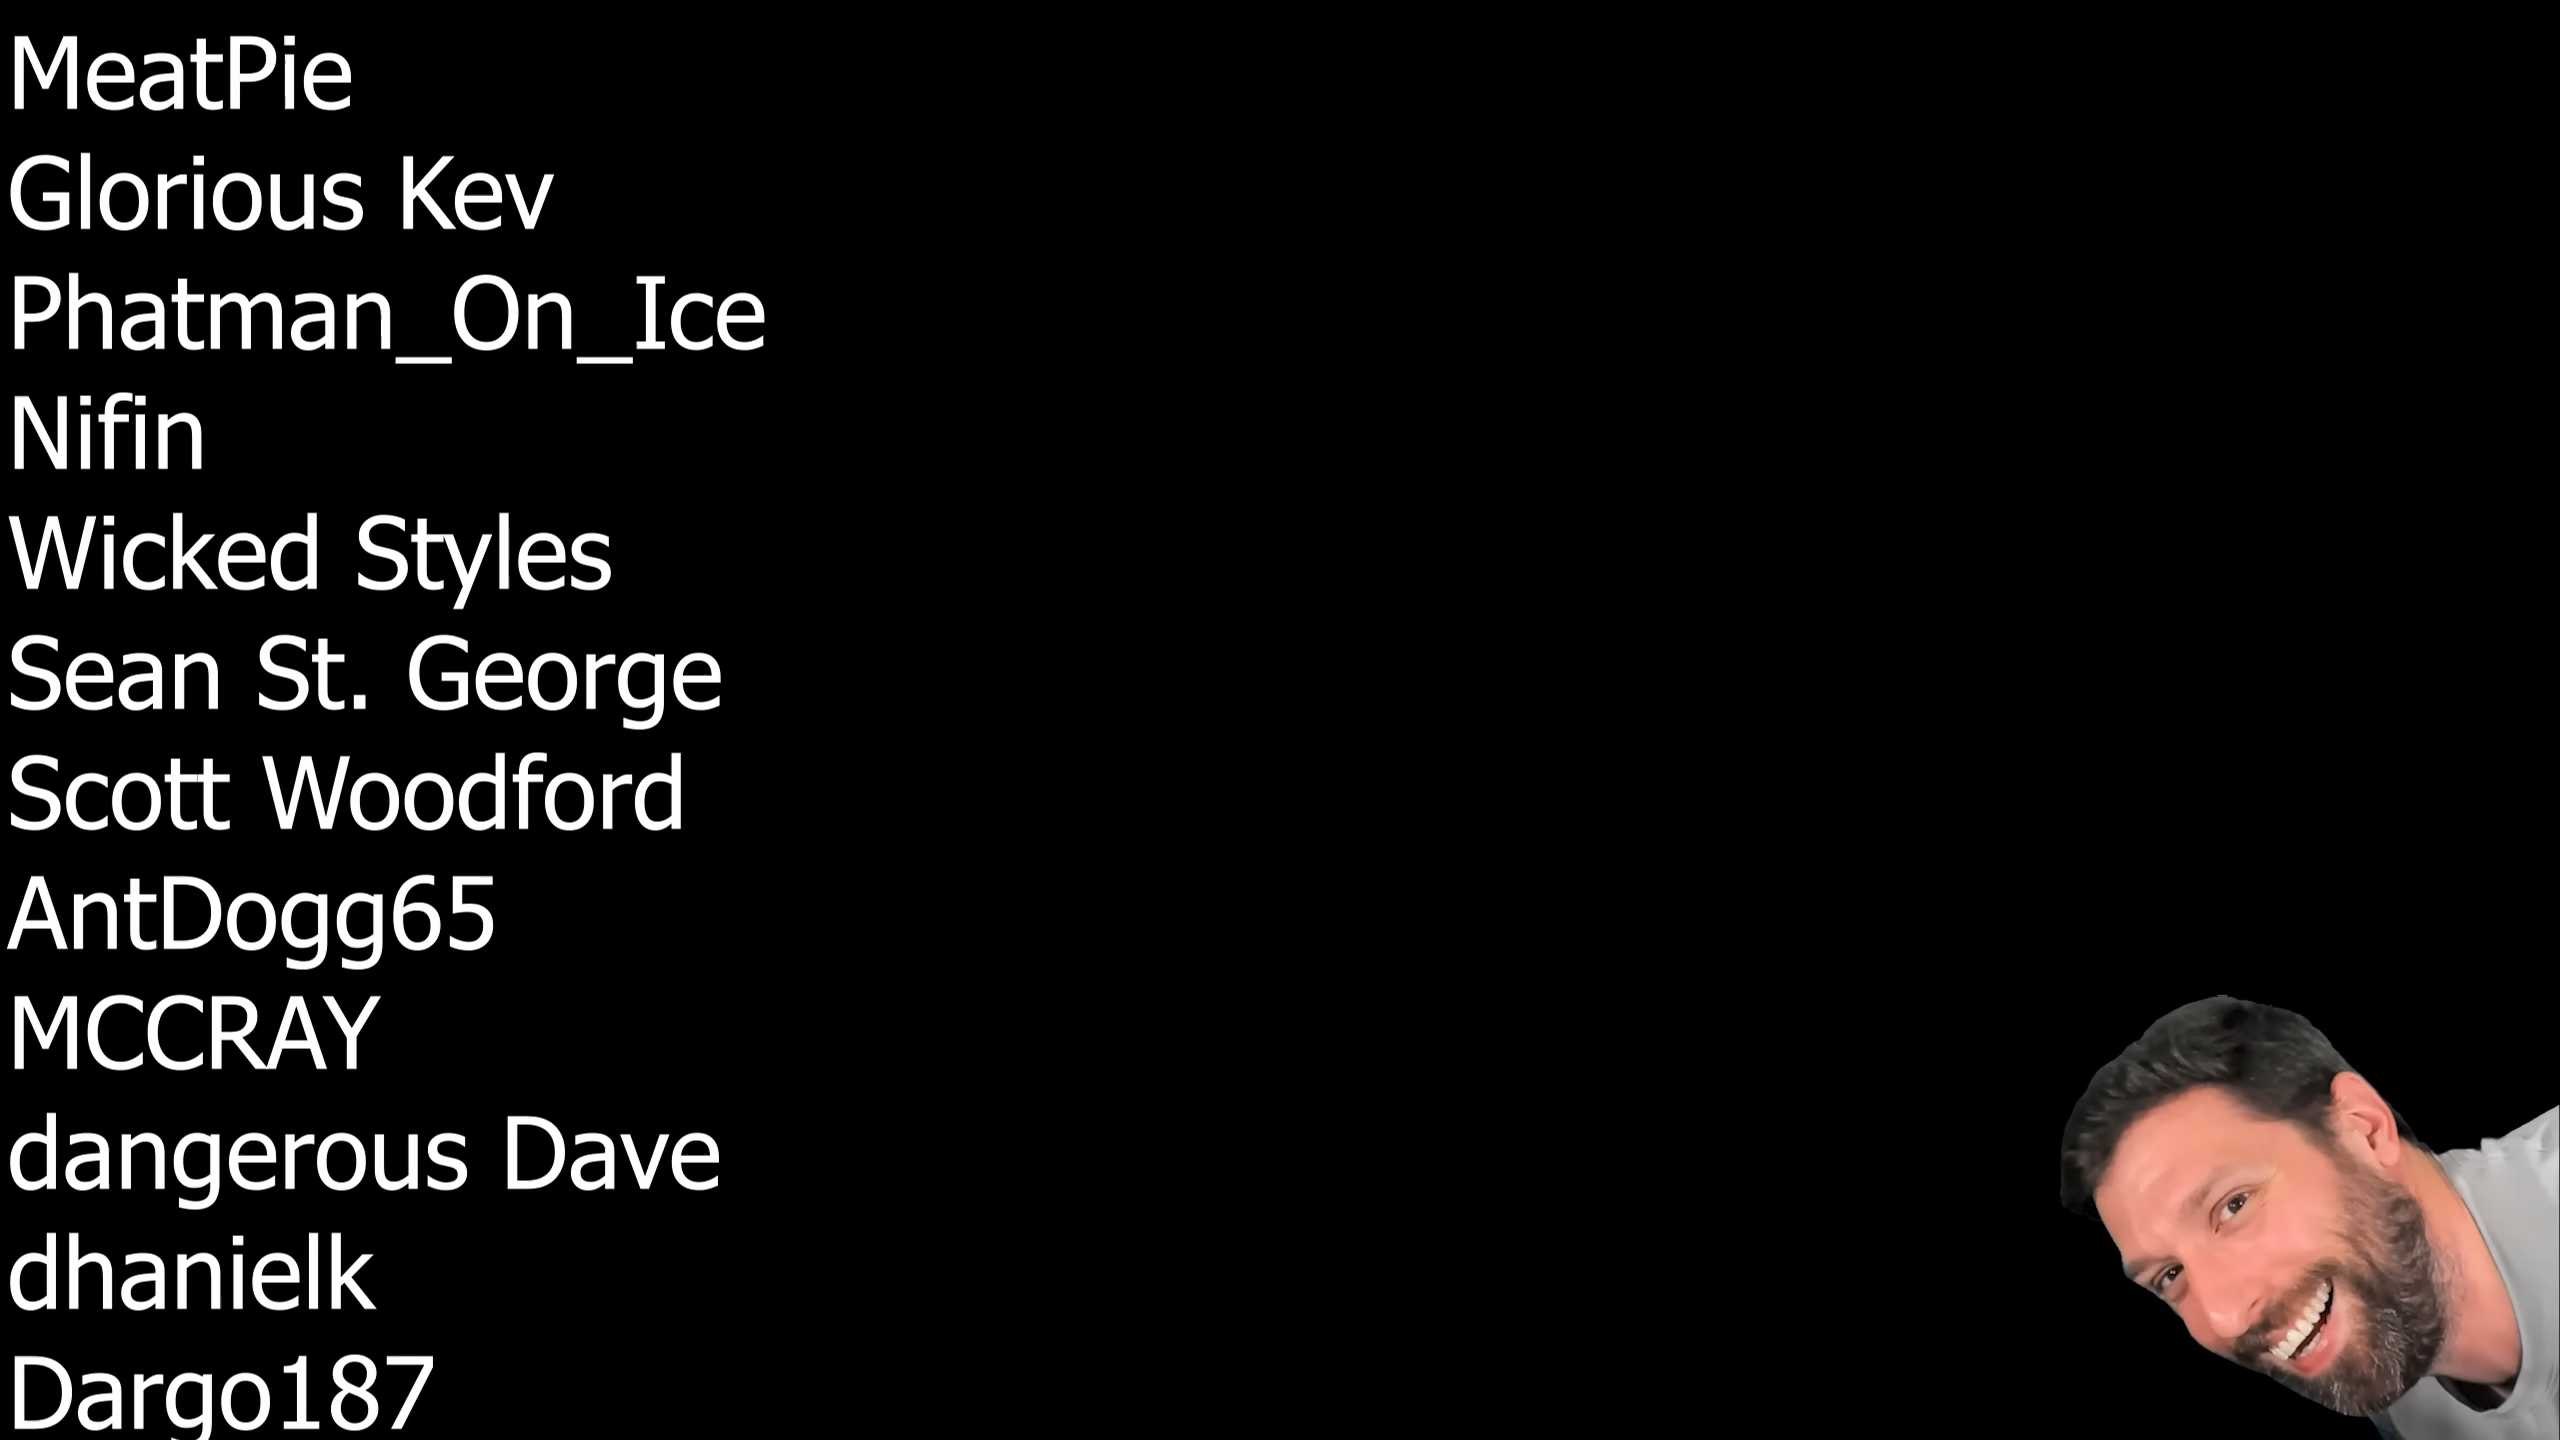 MeatPie
Glorious Kev
Phatman_On_Ice
Nifin
Wicked Styles
Sean St. George
Scott Woodford
AntDogg65
MCCRAY
dangerous Dave
dhanielk
Dargo187